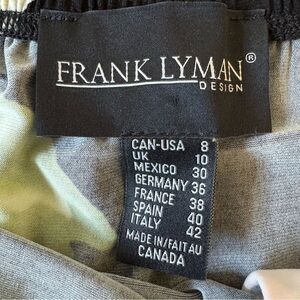 FRANK LYMAN®
DESIGN
CAN-USA 8
UK 10
MEXICO 30
GERMANY 36
FRANCE 38
SPAIN 40
ITALY 42
MADE IN/FAIT AU
CANADA